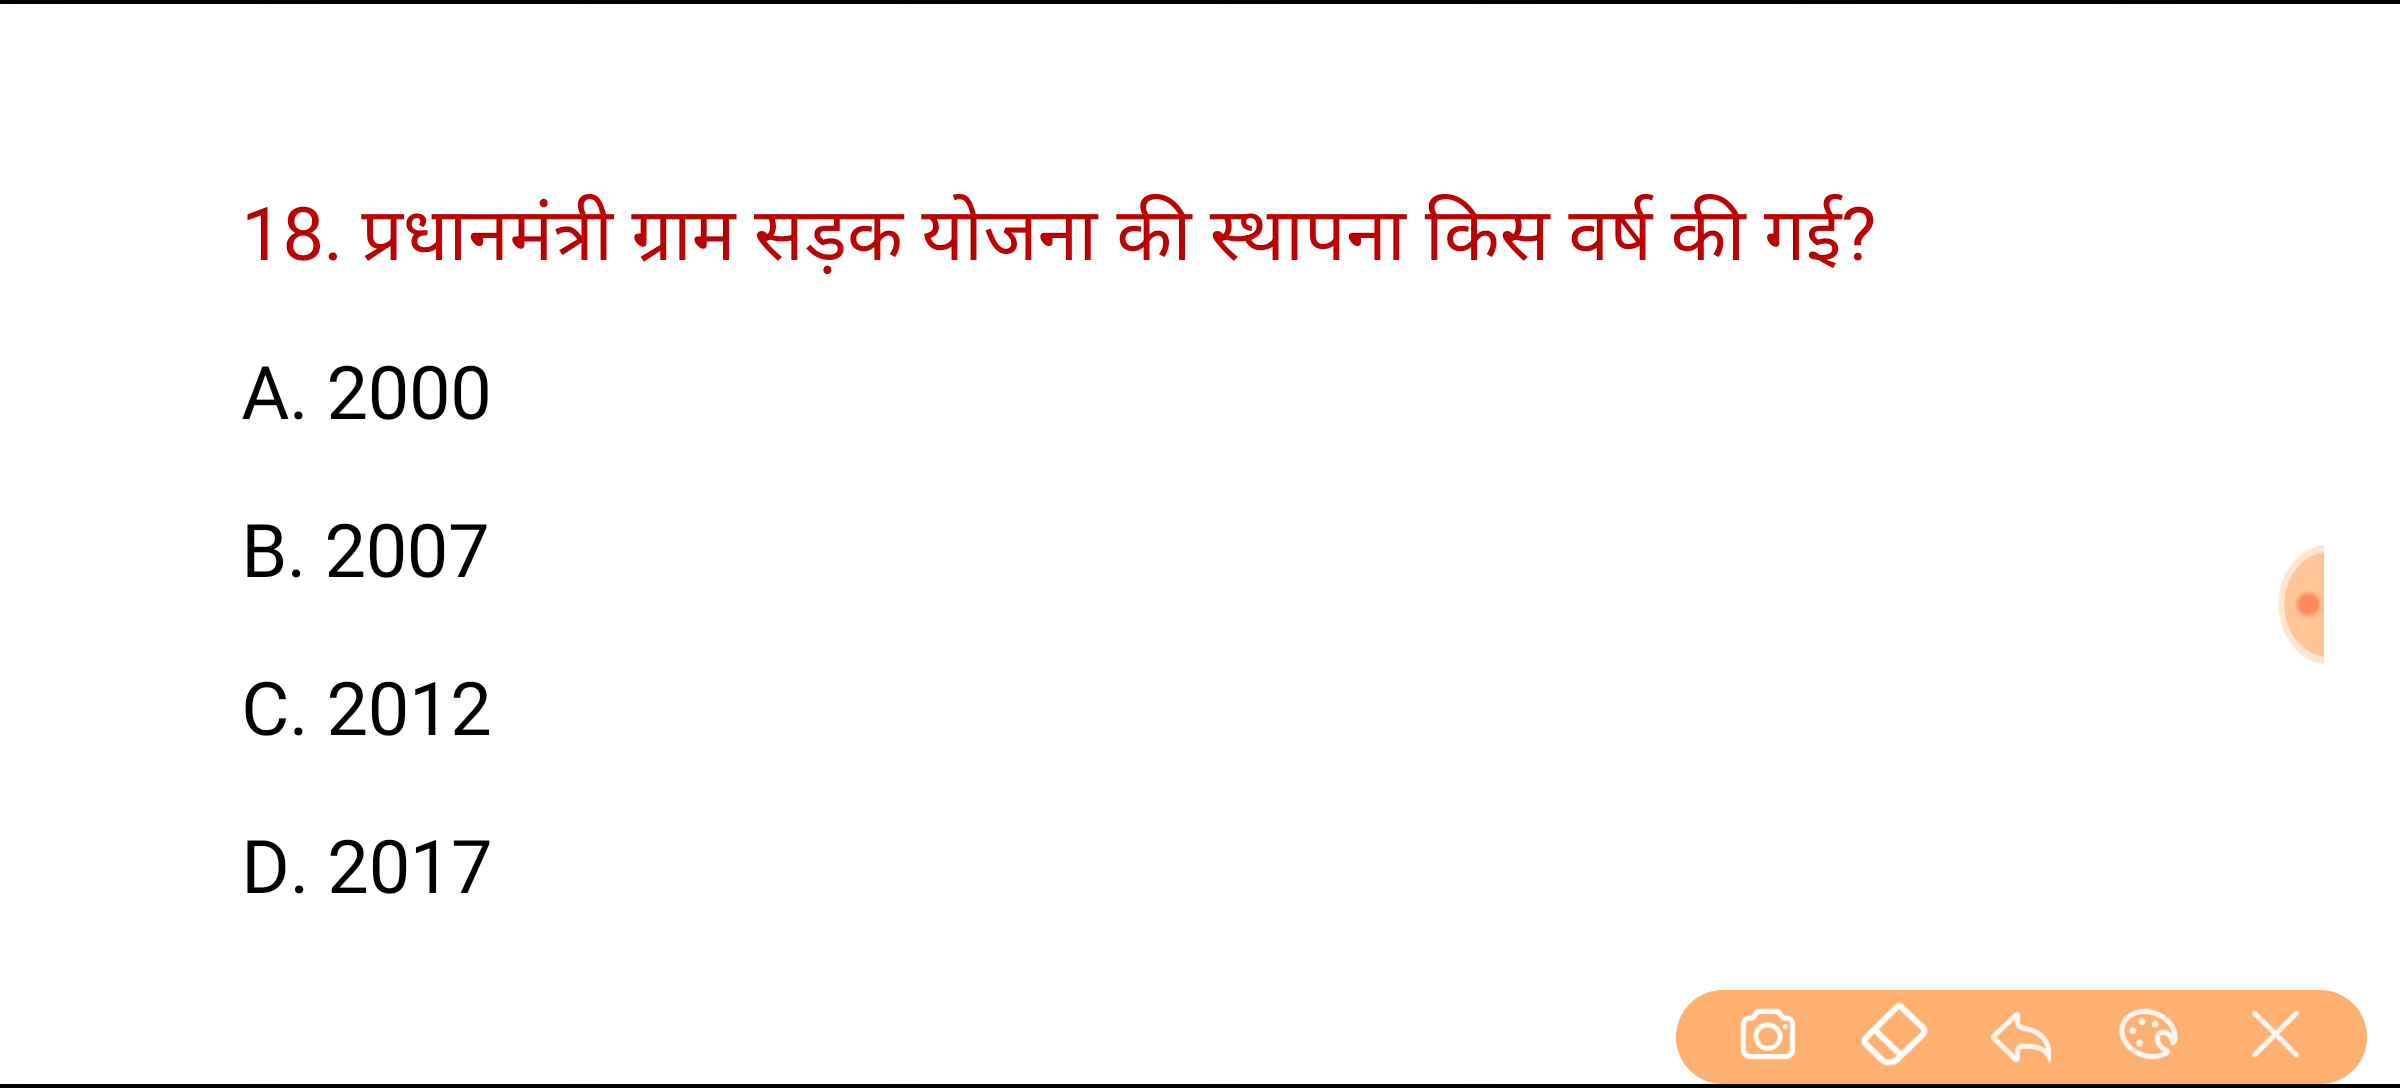 18. प्रधानमंत्री ग्राम सड़क योजना की स्थापना किस वर्ष की गई?
A. 2000
B. 2007
C. 2012
D. 2017